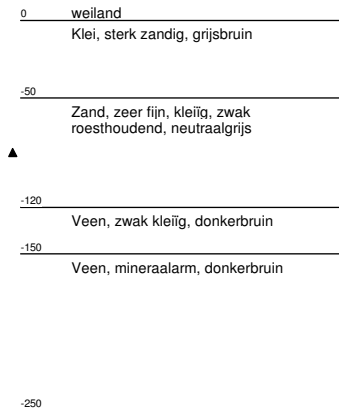 0 weiland
Klei, sterk zandig, grijsbruin
-50
Zand, zeer fijn, kleiïg, zwak
roesthoudend, neutraalgrijs
-120
Veen, zwak kleiïg, donkerbruin
-150
Veen, mineraalarm, donkerbruin
-250